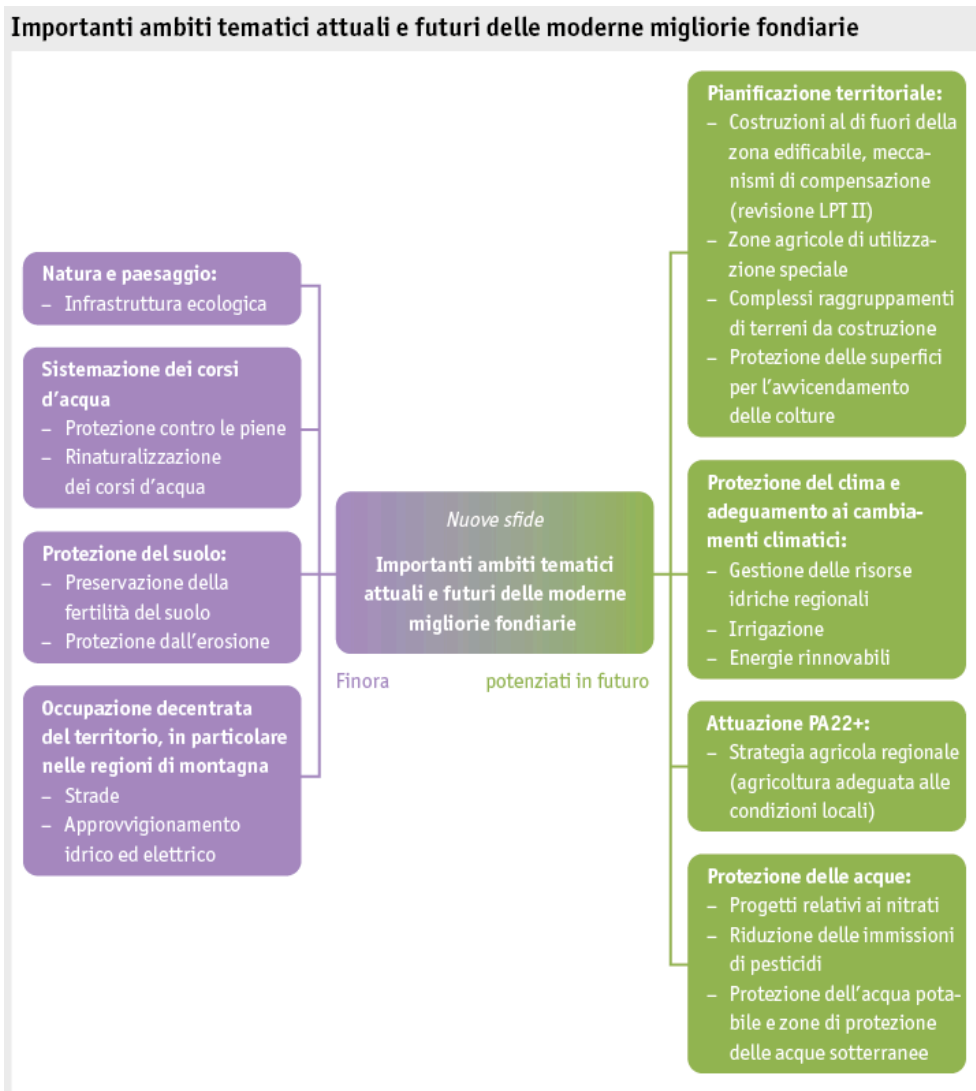 Importanti ambiti tematici attuali e futuri delle moderne migliorie fondiarie
Natura e paesaggio:
– Infrastruttura ecologica
Sistemazione dei corsi
d'acqua
– Protezione contro le piene
– Rinaturalizzazione
dei corsi d'acqua
Protezione del suolo:
– Preservazione della
fertilità del suolo
– Protezione dall'erosione
Occupazione decentrata
del territorio, in particolare
nelle regioni di montagna
– Strade
– Approvvigionamento
idrico ed elettrico
Nuove sfide
Importanti ambiti tematici
attuali e futuri delle moderne
migliorie fondiarie
Finora
potenziati in futuro
Pianificazione territoriale:
– Costruzioni al di fuori della
zona edificabile, mecca-
nismi di compensazione
(revisione LPT II)
– Zone agricole di utilizza-
zione speciale
– Complessi raggruppamenti
di terreni da costruzione
– Protezione delle superfici
per l'avvicendamento
delle colture
Protezione del clima e
adeguamento ai cambia-
menti climatici:
– Gestione delle risorse
idriche regionali
– Irrigazione
– Energie rinnovabili
Attuazione PA22+:
– Strategia agricola regionale
(agricoltura adeguata alle
condizioni locali)
Protezione delle acque:
– Progetti relativi ai nitrati
– Riduzione delle immissioni
di pesticidi
– Protezione dell'acqua pota-
bile e zone di protezione
delle acque sotterranee